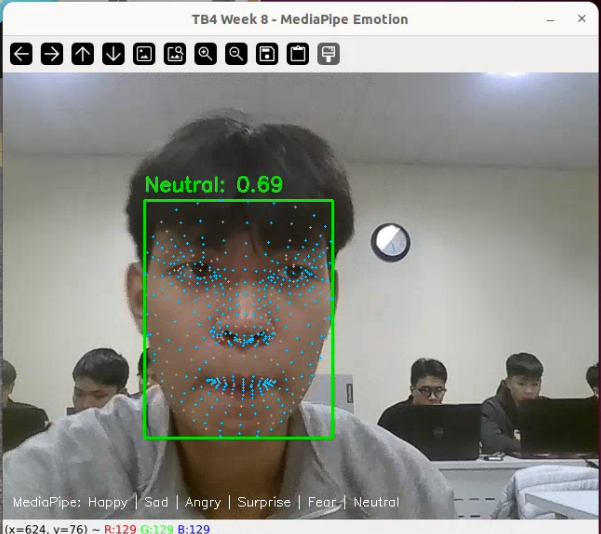 TB4 Week 8 - MediaPipe Emotion
Neutral: 0.69
MediaPipe: Happy | Sad | Angry | Surprise | Fear | Neutral
(x=624, y=76) ~ R:129 G:129 B:129